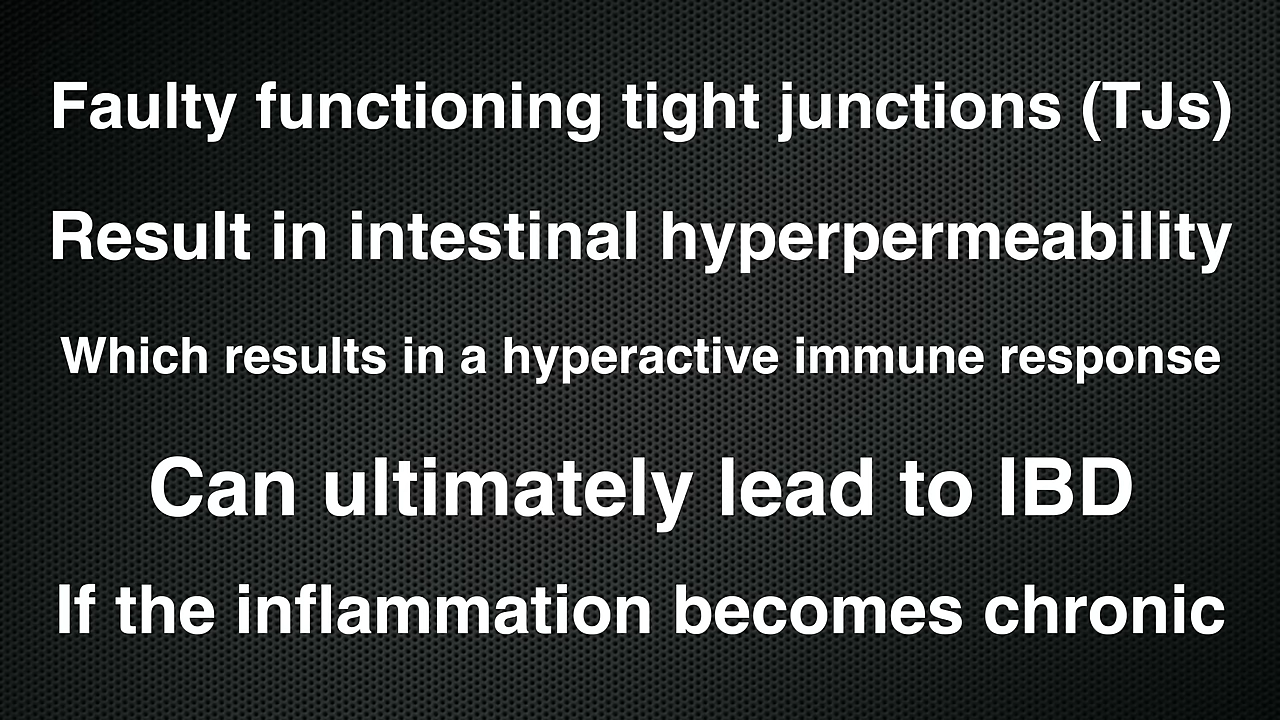 Faulty functioning tight junctions (TJs)
Result in intestinal hyperpermeability
Which results in a hyperactive immune response
Can ultimately lead to IBD
If the inflammation becomes chronic